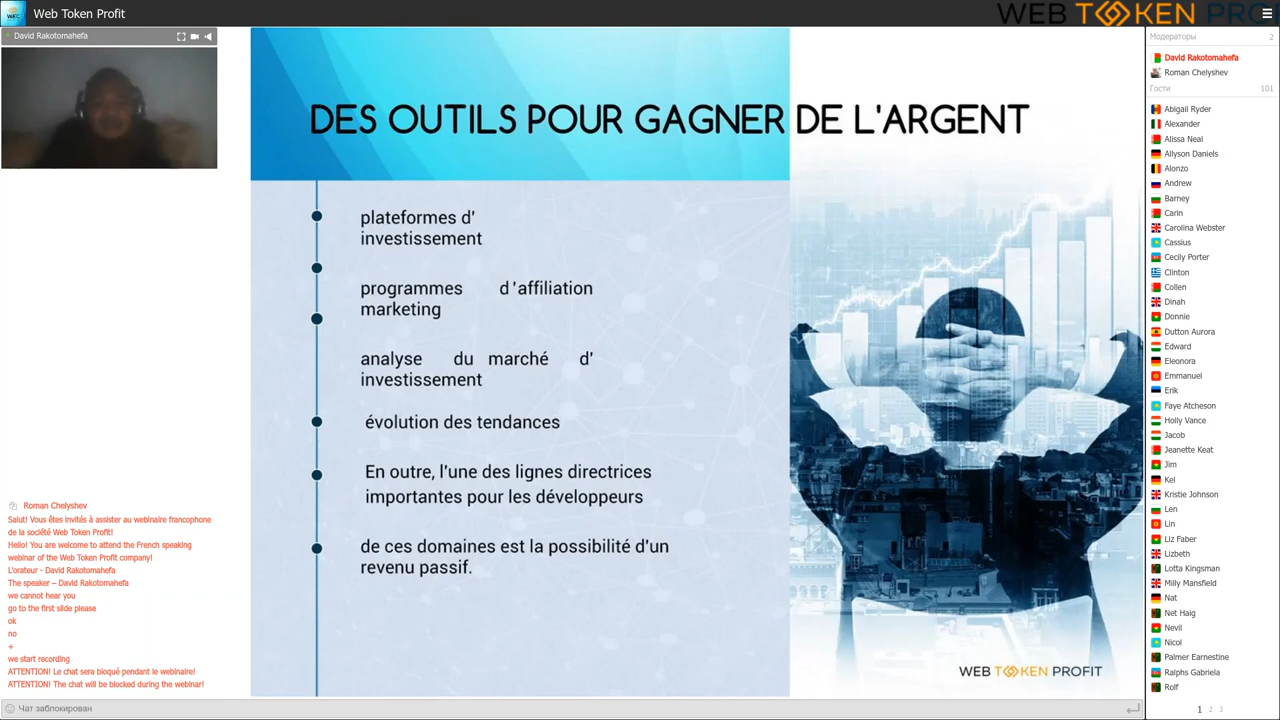 Web Token Profit
WEB TOKEN PROFI
David Rakotomahefa
DES OUTILS POUR GAGNER DE L'ARGENT
plateformes d'
investissement
programmes d'affiliation
marketing
analyse du marché d'
investissement
évolution des tendances
En outre, l'une des lignes directrices
importantes pour les développeurs
de ces domaines est la possibilité d'un
revenu passif.
WEB TOKEN PROFIT
Roman Chelyshev
Salut! Vous êtes invités à assister au webinaire francophone
de la société Web Token Profit!
Hello! You are welcome to attend the French speaking
webinar of the Web Token Profit company!
L'orateur - David Rakotomahefa
The speaker – David Rakotomahefa
we cannot hear you
go to the first slide please
ok
no
+
we start recording
ATTENTION! Le chat sera bloqué pendant le webinaire!
ATTENTION! The chat will be blocked during the webinar!
Чат заблокирован
Модераторы 2
David Rakotomahefa
Roman Chelyshev
Гости 101
Abigail Ryder
Alexander
Alissa Neal
Allyson Daniels
Alonzo
Andrew
Barney
Carin
Carolina Webster
Cassius
Cecily Porter
Clinton
Collen
Dinah
Donnie
Dutton Aurora
Edward
Eleonora
Emmanuel
Erik
Faye Atcheson
Holly Vance
Jacob
Jeanette Keat
Jim
Kel
Kristie Johnson
Len
Lin
Liz Faber
Lizbeth
Lotta Kingsman
Milly Mansfield
Nat
Net Haig
Nevil
Nicol
Palmer Earnestine
Ralphs Gabriela
Rolf
1 2 3